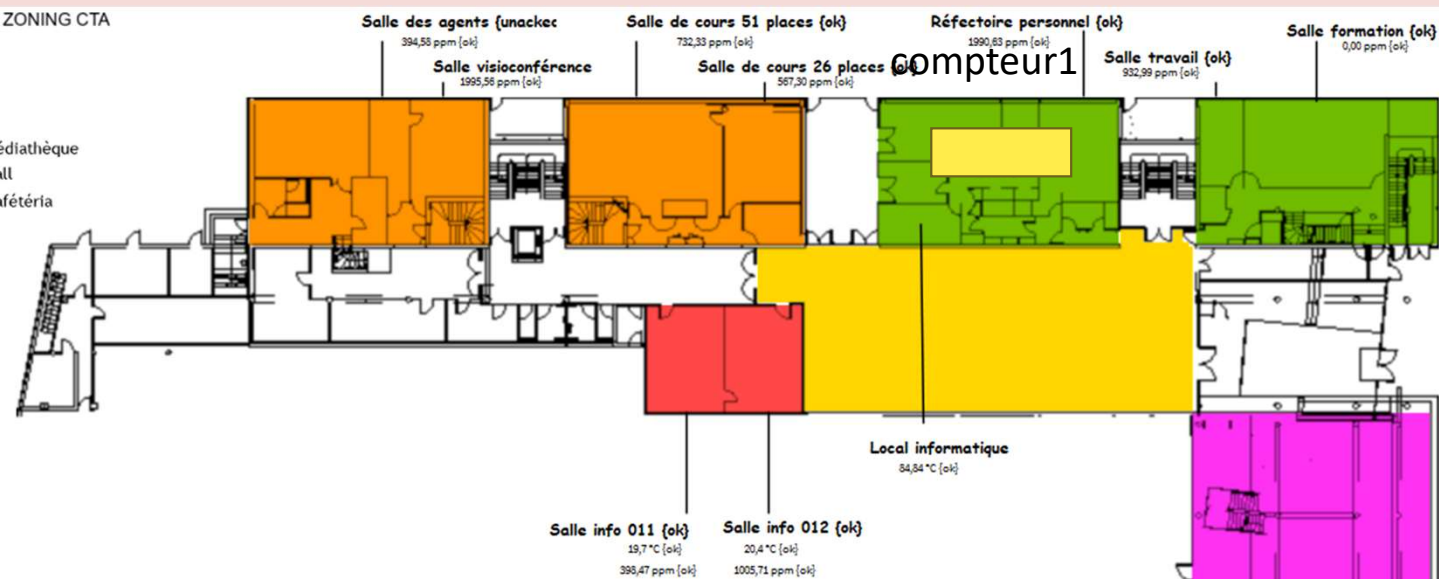 ZONING CTA
Salle des agents {unackec
394,58 ppm {ok}
Salle visioconférence
1995,56 ppm {ok}
Salle de cours 51 places {ok}
732,33 ppm {ok}
Salle de cours 26 places {ok}
567,30 ppm {ok}
Réfectoire personnel {ok}
1990,63 ppm {ok}
compteur1
Salle travail {ok}
932,99 ppm {ok}
Salle formation {ok}
0,00 ppm {ok}
édiathèque
all
afétéria
Local informatique
84,84 °C {ok}
Salle info 011 {ok}
19,7 °C {ok}
398,47 ppm {ok}
Salle info 012 {ok}
20,4 °C {ok}
1005,71 ppm {ok}